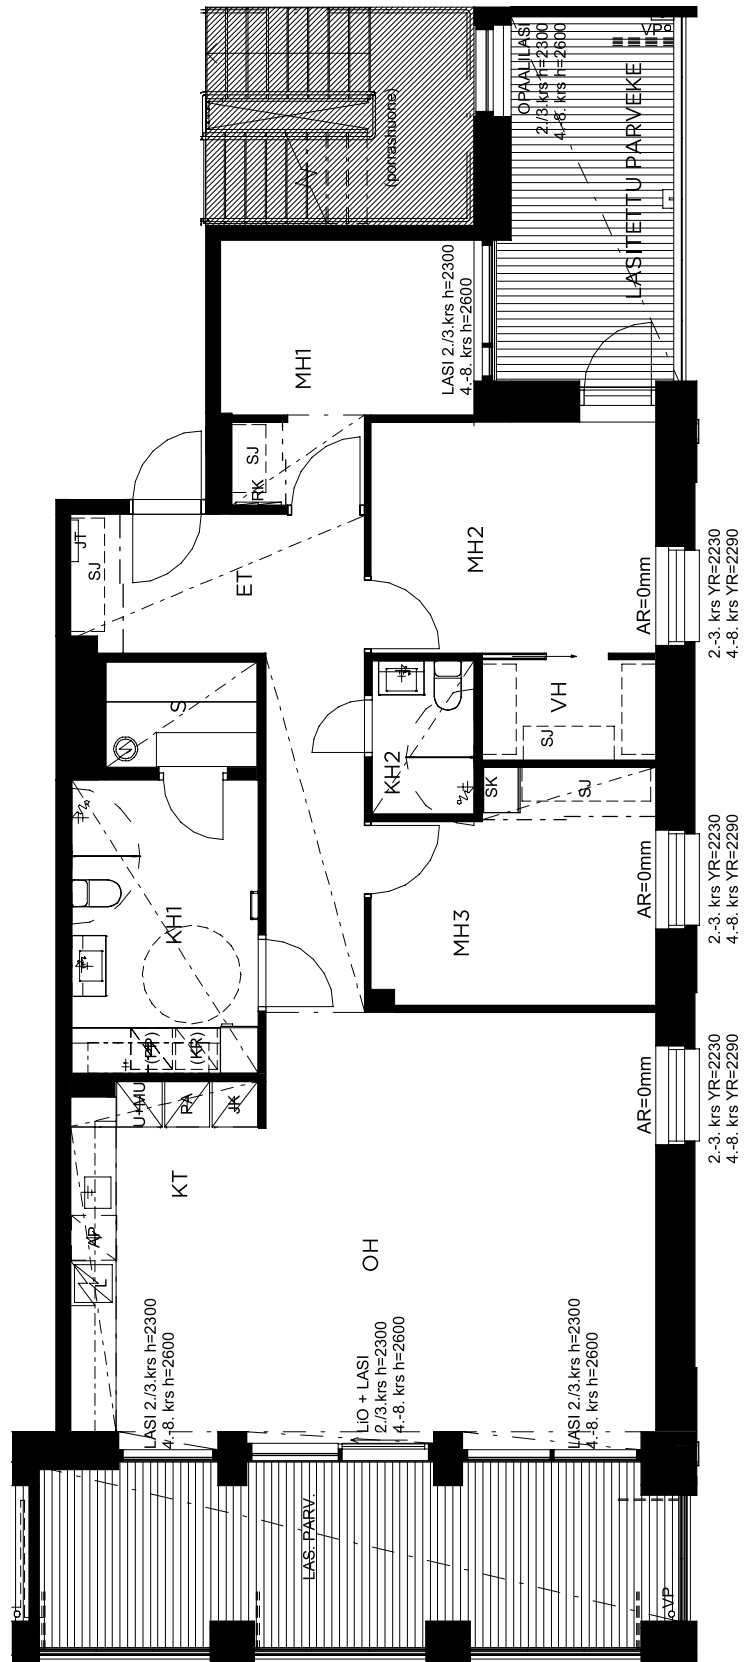 VPo
OPAALILASI
2./3.krs h=2300
4.-8. krs h=2600
LASITETTU PARVEKE
(porrashuone)
LASI 2./3.krs h=2300
4.-8. krs h=2600
MH1
SJ
RK
JT
SJ
ET
MH2
AR=0mm
2.-3. krs YR=2230
4.-8. krs YR=2290
S
VH
SJ
KH2
SK
SJ
KH1
MH3
AR=0mm
2.-3. krs YR=2230
4.-8. krs YR=2290
(PP)
(KR)
U+MU
PA
JK
AR=0mm
2.-3. krs YR=2230
4.-8. krs YR=2290
KT
AP
L
OH
LASI 2./3.krs h=2300
4.-8. krs h=2600
LiO + LASI
2./3.krs h=2300
4.-8. krs h=2600
LASI 2./3.krs h=2300
4.-8. krs h=2600
LAS. PARV.
VP